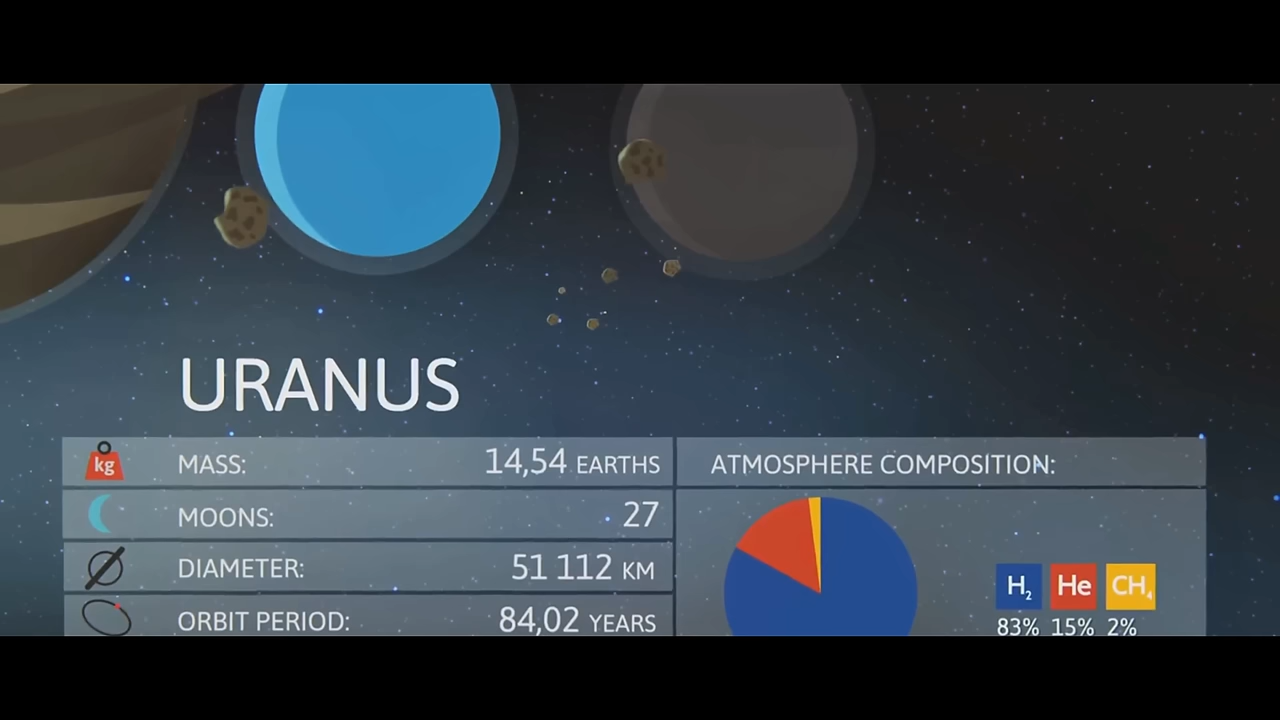 URANUS
kg MASS: 14,54 EARTHS
MOONS: 27
DIAMETER: 51 112 KM
ORBIT PERIOD: 84,02 YEARS
ATMOSPHERE COMPOSITION:
H₂ He CH₄
83% 15% 2%